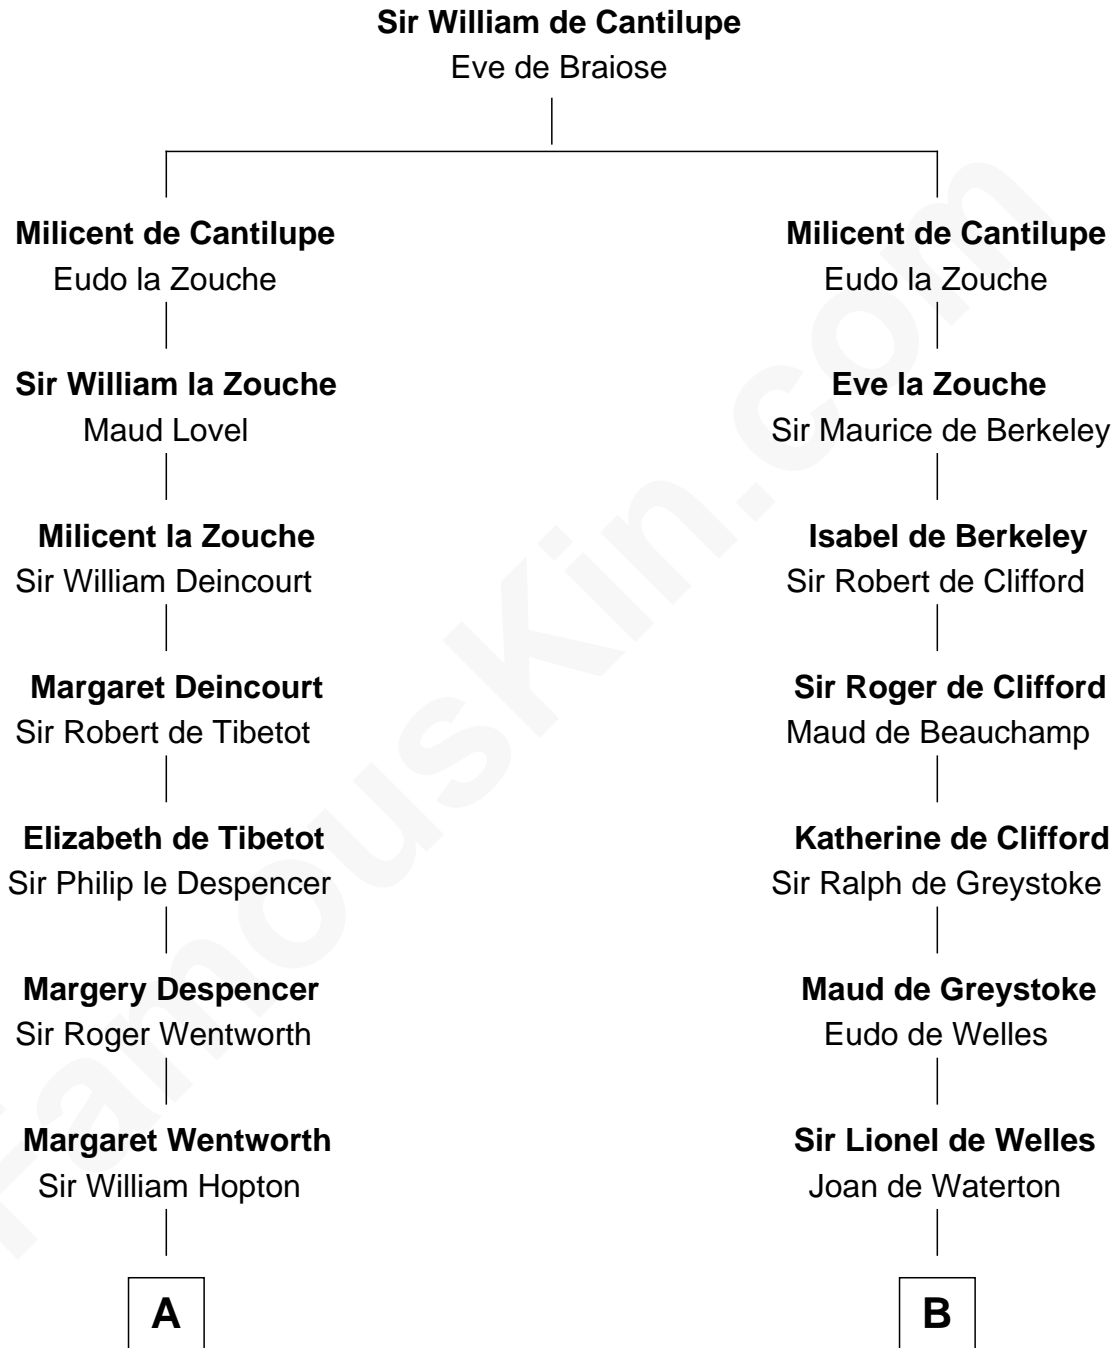 Sir William de Cantilupe
Eve de Braiose
Milicent de Cantilupe
Eudo la Zouche
Milicent de Cantilupe
Eudo la Zouche
Sir William la Zouche
Maud Lovel
Eve la Zouche
Sir Maurice de Berkeley
Milicent la Zouche
Sir William Deincourt
Isabel de Berkeley
Sir Robert de Clifford
Margaret Deincourt
Sir Robert de Tibetot
Sir Roger de Clifford
Maud de Beauchamp
Elizabeth de Tibetot
Sir Philip le Despencer
Katherine de Clifford
Sir Ralph de Greystoke
Margery Despencer
Sir Roger Wentworth
Maud de Greystoke
Eudo de Welles
Margaret Wentworth
Sir William Hopton
Sir Lionel de Welles
Joan de Waterton
A
B
FamousKin.com